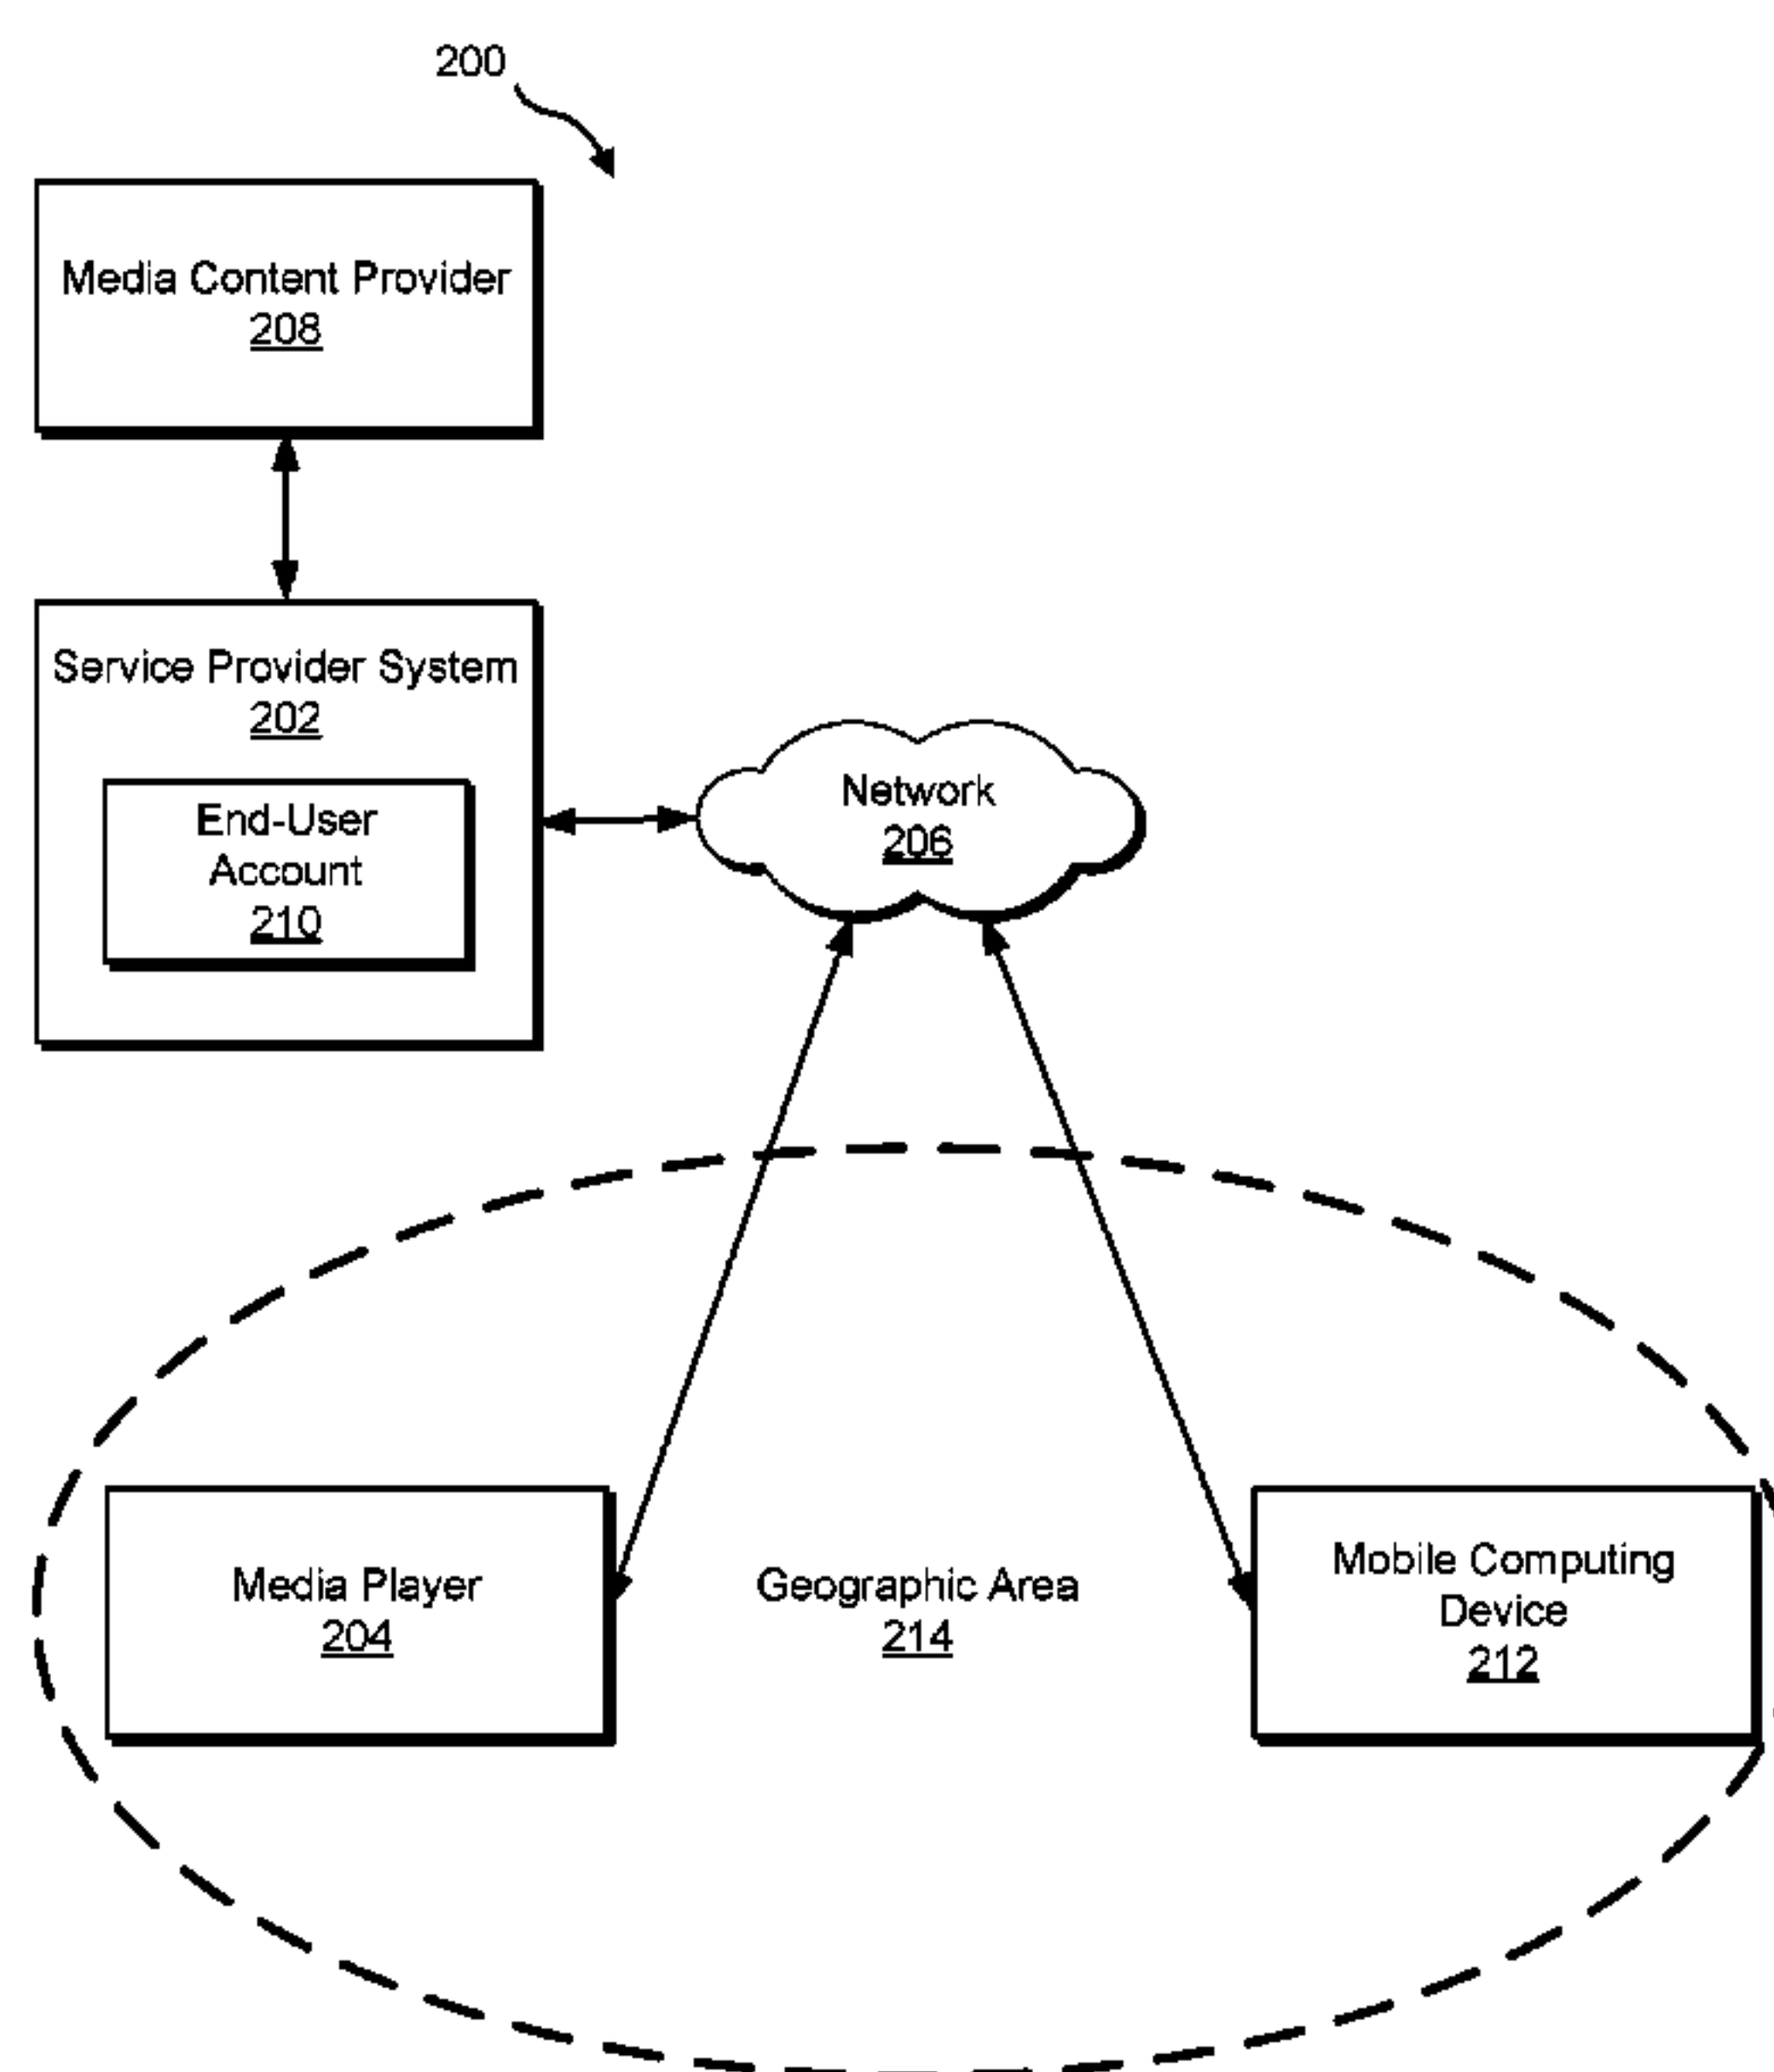 200
Media Content Provider
208
Service Provider System
202
End-User
Account
210
Network
206
Media Player
204
Geographic Area
214
Mobile Computing
Device
212